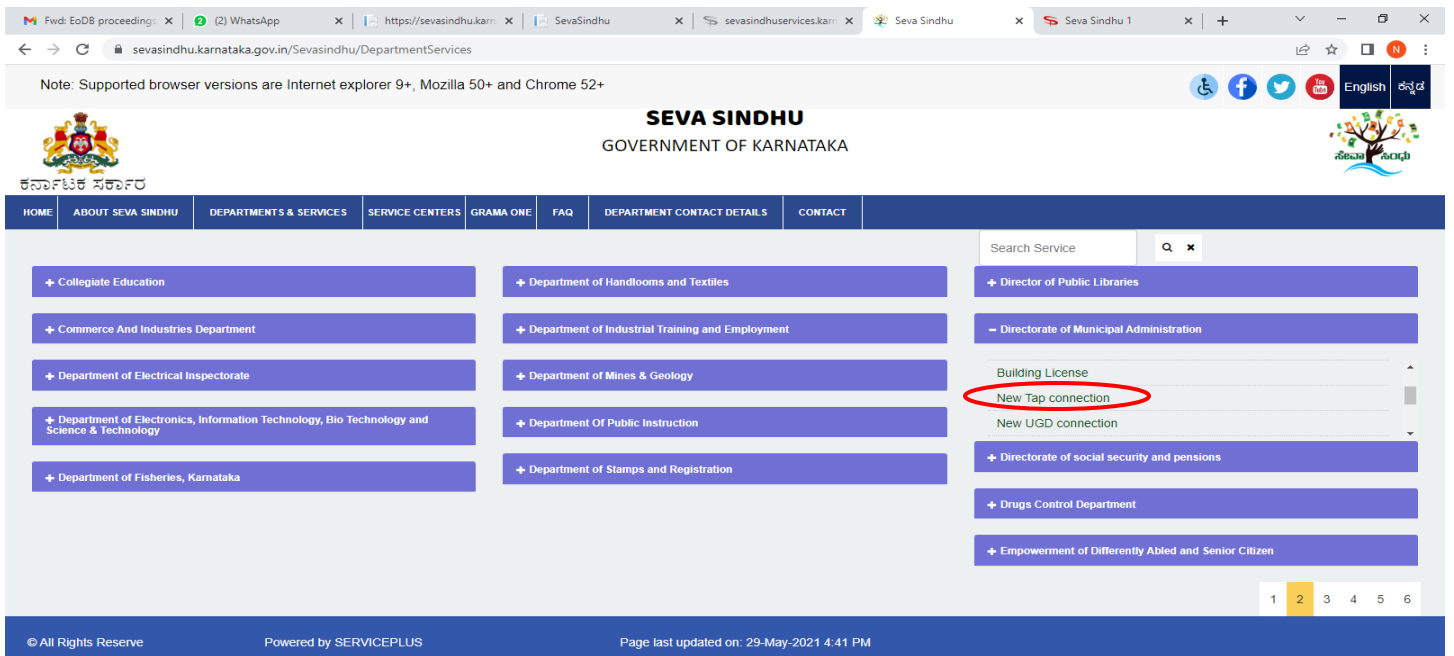 Fwd: EoDB proceedings
(2) WhatsApp
https://sevasindhu.karn
SevaSindhu
sevasindhuservices.karn
Seva Sindhu
Seva Sindhu 1
sevasindhu.karnataka.gov.in/Sevasindhu/DepartmentServices
N
Note: Supported browser versions are Internet explorer 9+, Mozilla 50+ and Chrome 52+
You
Tube
English
ಕನ್ನಡ
SEVA SINDHU
GOVERNMENT OF KARNATAKA
ಕರ್ನಾಟಕ ಸರ್ಕಾರ
ಸೇವಾ ಸಿಂಧು
HOME ABOUT SEVA SINDHU DEPARTMENTS & SERVICES SERVICE CENTERS GRAMA ONE FAQ DEPARTMENT CONTACT DETAILS CONTACT
Search Service
+ Collegiate Education
+ Commerce And Industries Department
+ Department of Electrical Inspectorate
+ Department of Electronics, Information Technology, Bio Technology and
Science & Technology
+ Department of Fisheries, Karnataka
+ Department of Handlooms and Textiles
+ Department of Industrial Training and Employment
+ Department of Mines & Geology
+ Department Of Public Instruction
+ Department of Stamps and Registration
+ Director of Public Libraries
– Directorate of Municipal Administration
Building License
New Tap connection
New UGD connection
+ Directorate of social security and pensions
+ Drugs Control Department
+ Empowerment of Differently Abled and Senior Citizen
1 2 3 4 5 6
© All Rights Reserve
Powered by SERVICEPLUS
Page last updated on: 29-May-2021 4:41 PM